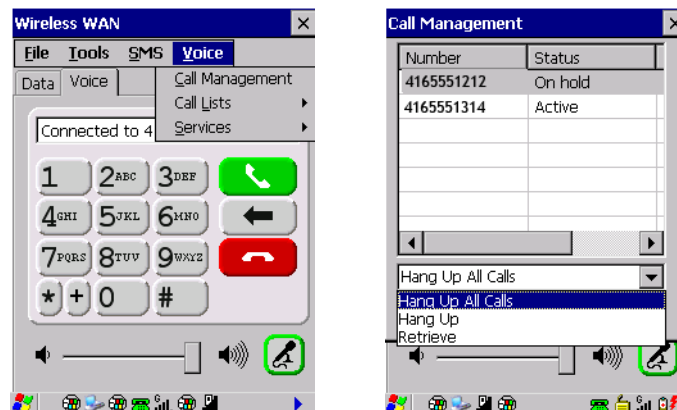 Wireless WAN
File Tools SMS Voice
Data Voice
Call Management
Call Lists
Services
Connected to 4
1 2ABC 3DEF
4GHI 5JKL 6MNO
7PQRS 8TUV 9WXYZ
* + 0 #
Call Management
Number Status
4165551212 On hold
4165551314 Active
Hang Up All Calls
Hang Up All Calls
Hang Up
Retrieve